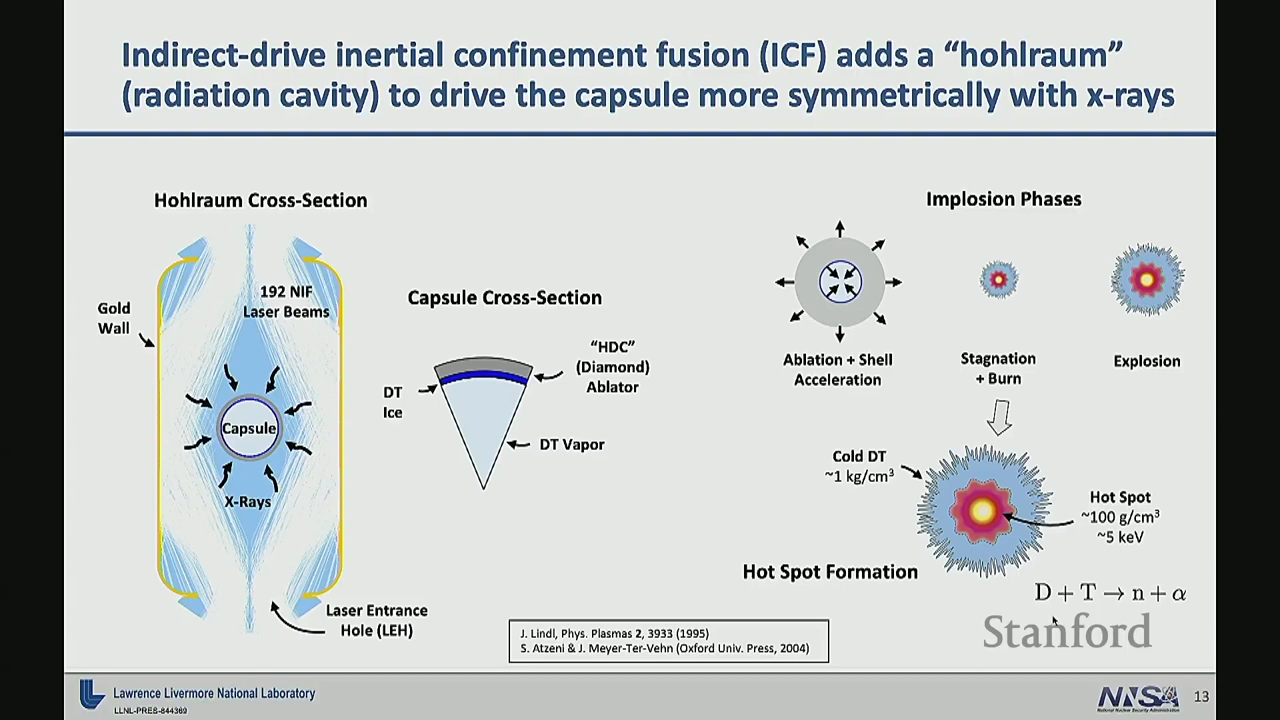 Indirect-drive inertial confinement fusion (ICF) adds a “hohlraum”
(radiation cavity) to drive the capsule more symmetrically with x-rays
Hohlraum Cross-Section
192 NIF
Laser Beams
Gold
Wall
Capsule
X-Rays
Laser Entrance
Hole (LEH)
Capsule Cross-Section
“HDC”
(Diamond)
Ablator
DT
Ice
DT Vapor
Implosion Phases
Ablation + Shell
Acceleration
Stagnation
+ Burn
Explosion
Cold DT
~1 kg/cm³
Hot Spot
~100 g/cm³
~5 keV
Hot Spot Formation
D + T → n + α
Stanford
J. Lindl, Phys. Plasmas 2, 3933 (1995)
S. Atzeni & J. Meyer-Ter-Vehn (Oxford Univ. Press, 2004)
Lawrence Livermore National Laboratory
LLNL-PRES-844369
NNSA
National Nuclear Security Administration
13